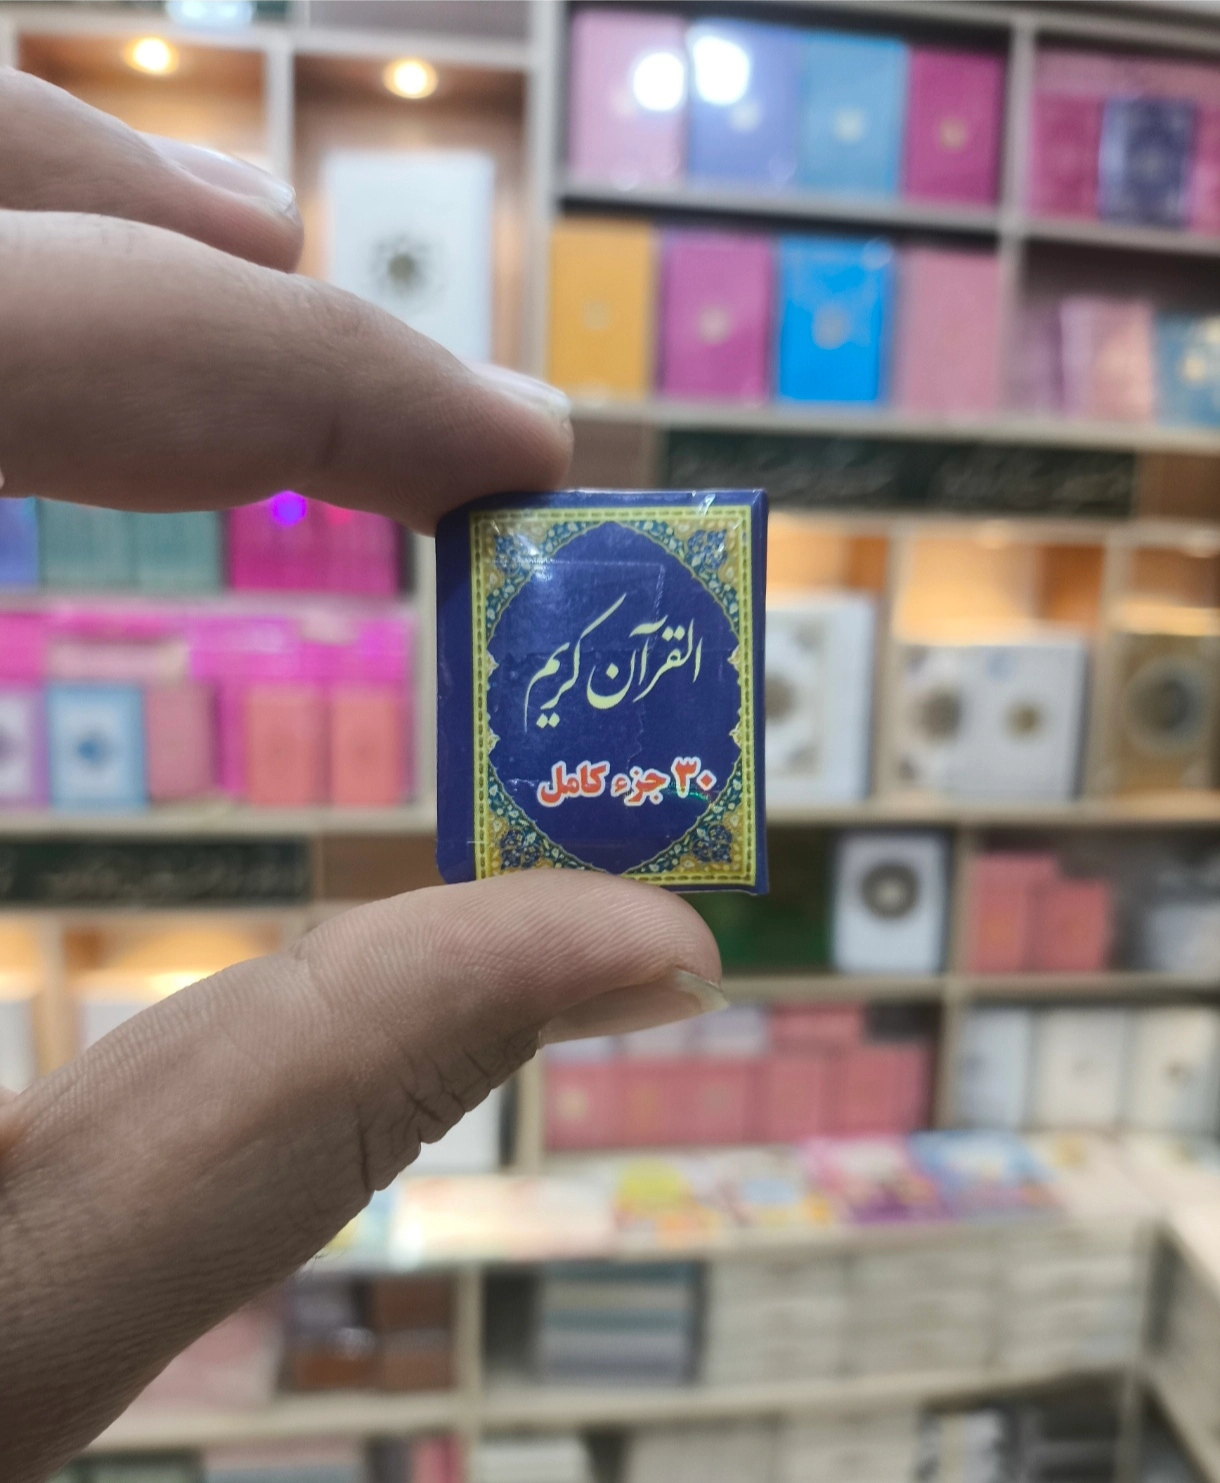 القرآن کریم
۳۰ جزء کامل